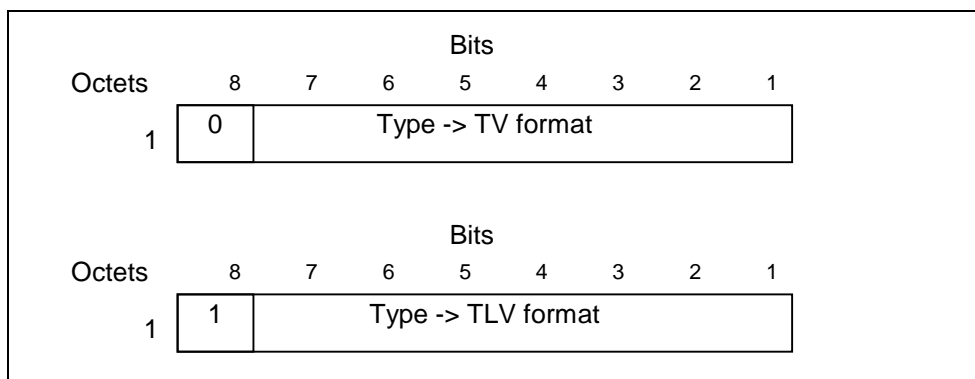 Bits
Octets 8 7 6 5 4 3 2 1
1 0 Type -> TV format
Bits
Octets 8 7 6 5 4 3 2 1
1 1 Type -> TLV format